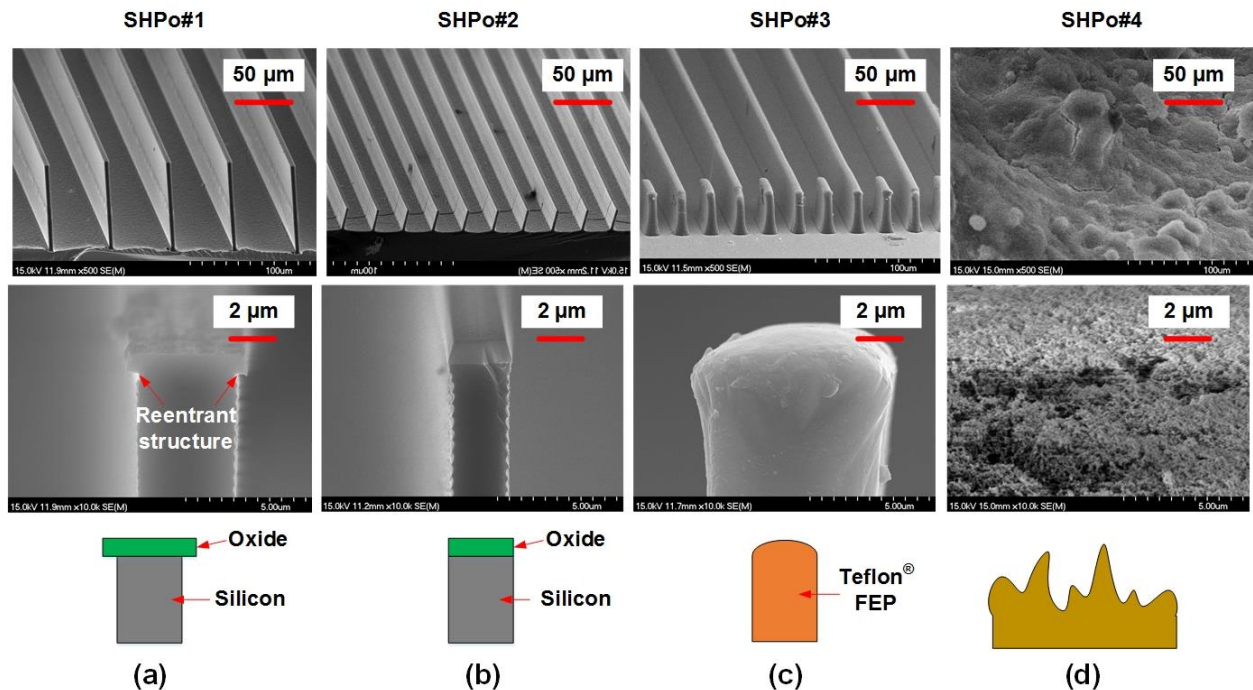 SHPo#1
SHPo#2
SHPo#3
SHPo#4
50 µm
50 µm
50 µm
50 µm
15.0kV 11.9mm x500 SE(M)
100um
15.0kV 11.2mm x500 SE(M)
100um
15.0kV 11.5mm x500 SE(M)
100um
15.0kV 15.0mm x500 SE(M)
100um
2 µm
2 µm
2 µm
2 µm
Reentrant
structure
15.0kV 11.9mm x10.0k SE(M)
5.00um
15.0kV 11.2mm x10.0k SE(M)
5.00um
15.0kV 11.7mm x10.0k SE(M)
5.00um
15.0kV 15.0mm x10.0k SE(M)
5.00um
Oxide
Silicon
Oxide
Silicon
Teflon®
FEP
(a)
(b)
(c)
(d)